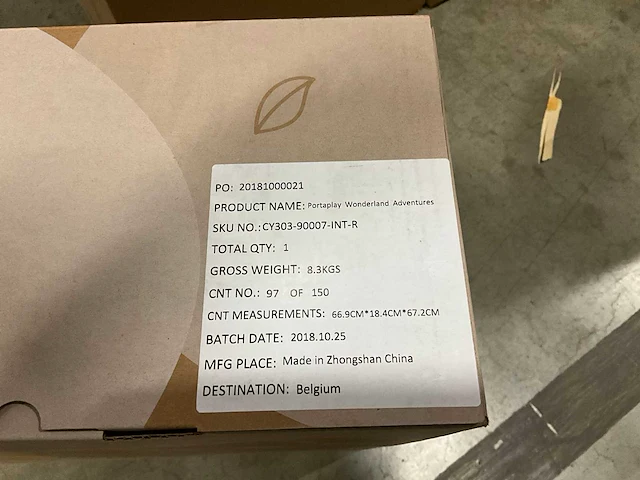 PO: 20181000021
PRODUCT NAME: Portaplay Wonderland Adventures
SKU NO.: CY303-90007-INT-R
TOTAL QTY: 1
GROSS WEIGHT: 8.3KGS
CNT NO.: 97 OF 150
CNT MEASUREMENTS: 66.9CM*18.4CM*67.2CM
BATCH DATE: 2018.10.25
MFG PLACE: Made in Zhongshan China
DESTINATION: Belgium